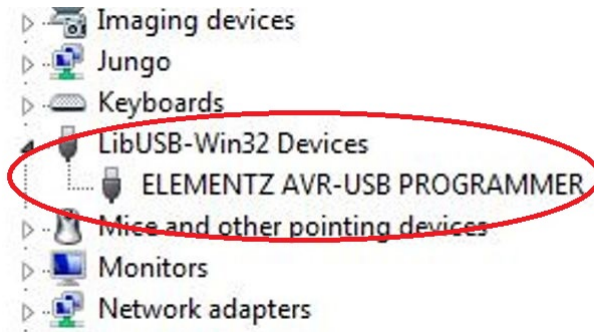 Imaging devices
Jungo
Keyboards
LibUSB-Win32 Devices
ELEMENTZ AVR-USB PROGRAMMER
Mice and other pointing devices
Monitors
Network adapters